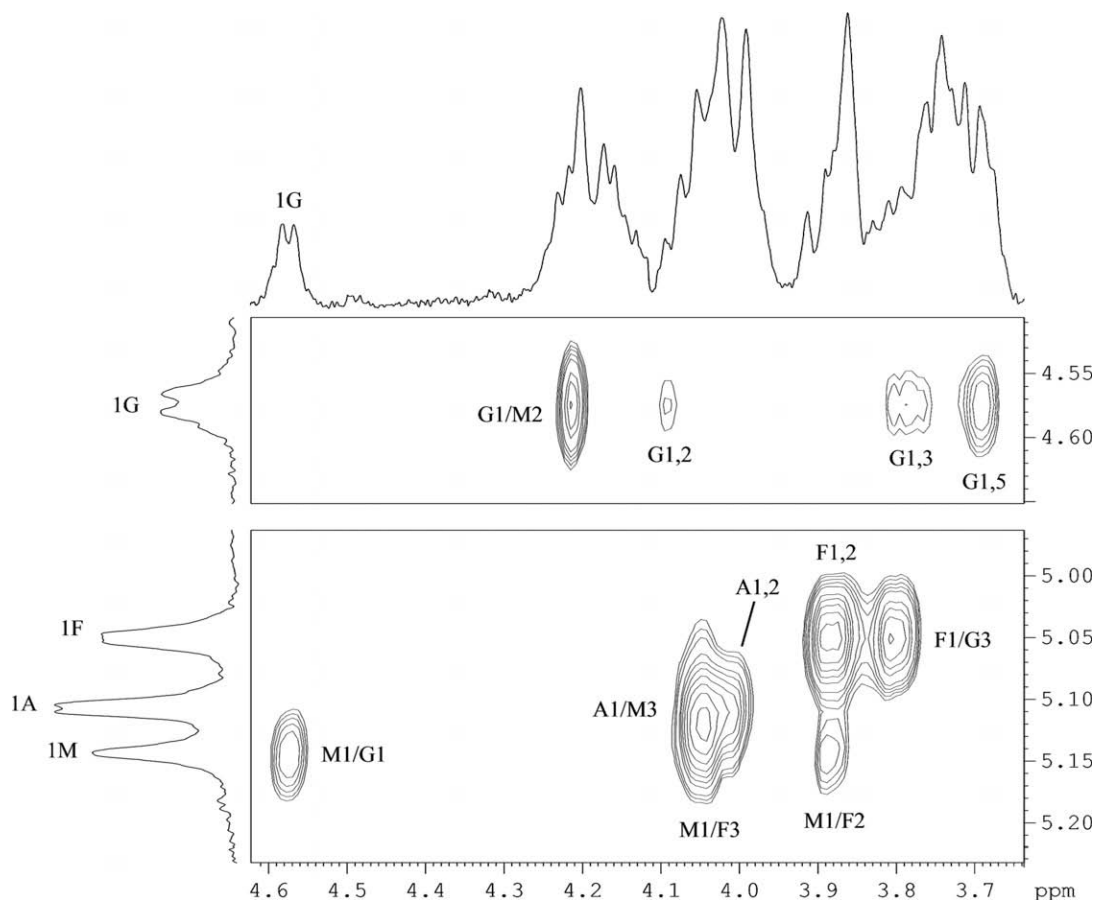 1G
1G
G1/M2
G1,2
G1,3
G1,5
4.55
4.60
1F
1A
1M
M1/G1
A1/M3
A1,2
M1/F3
F1,2
M1/F2
F1/G3
5.00
5.05
5.10
5.15
5.20
4.6 4.5 4.4 4.3 4.2 4.1 4.0 3.9 3.8 3.7 ppm